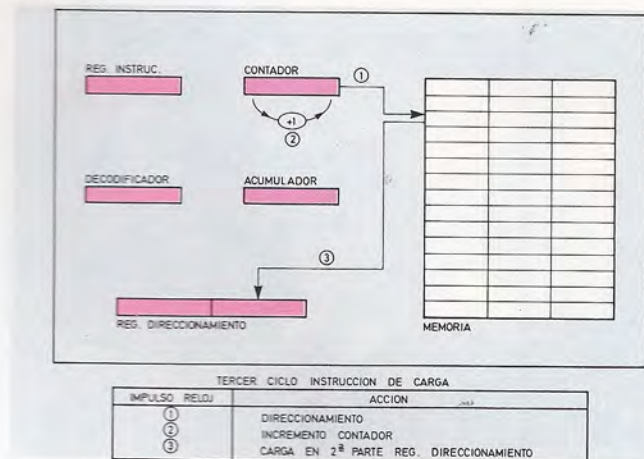 REG. INSTRUC.
CONTADOR
①
+1
②
DECODIFICADOR
ACUMULADOR
③
REG. DIRECCIONAMIENTO
MEMORIA
TERCER CICLO INSTRUCCION DE CARGA
IMPULSO RELOJ ACCION
① DIRECCIONAMIENTO
② INCREMENTO CONTADOR
③ CARGA EN 2ª PARTE REG. DIRECCIONAMIENTO